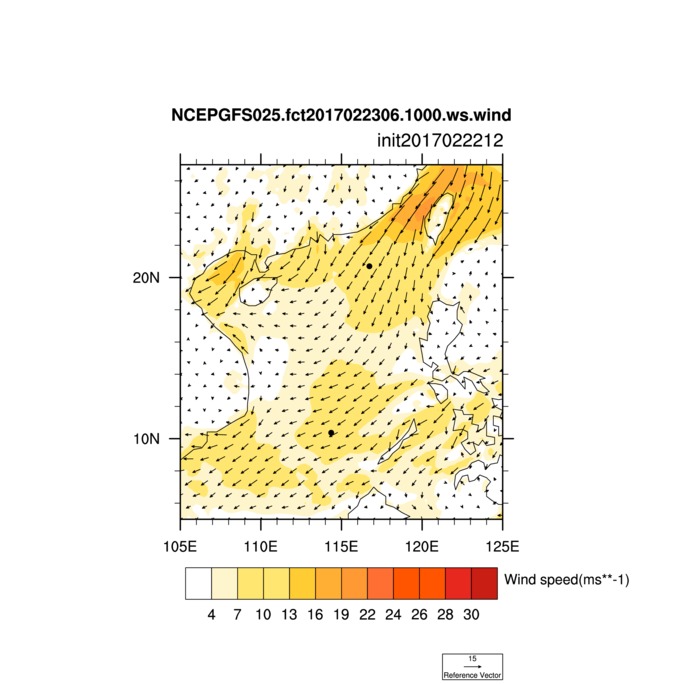 NCEPGFS025.fct2017022306.1000.ws.wind
init2017022212
20N
10N
105E 110E 115E 120E 125E
Wind speed(ms**-1)
4 7 10 13 16 19 22 24 26 28 30
15
Reference Vector